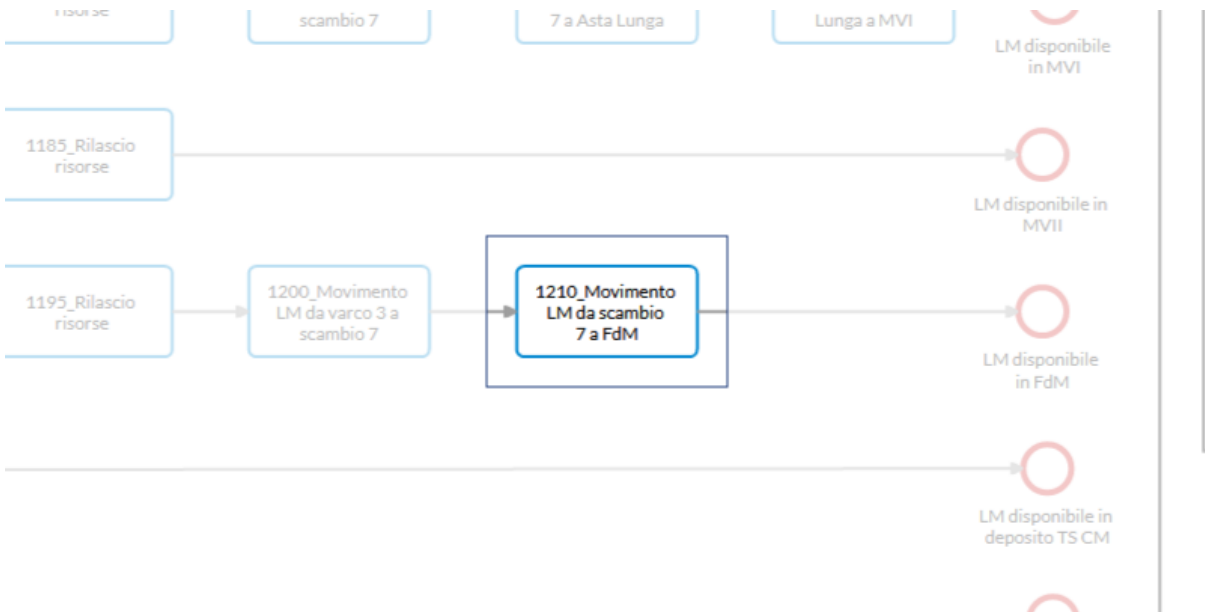 risorse
scambio 7
7 a Asta Lunga
Lunga a MVI
LM disponibile
in MVI
1185_Rilascio
risorse
LM disponibile in
MVII
1195_Rilascio
risorse
1200_Movimento
LM da varco 3 a
scambio 7
1210_Movimento
LM da scambio
7 a FdM
LM disponibile
in FdM
LM disponibile in
deposito TS CM